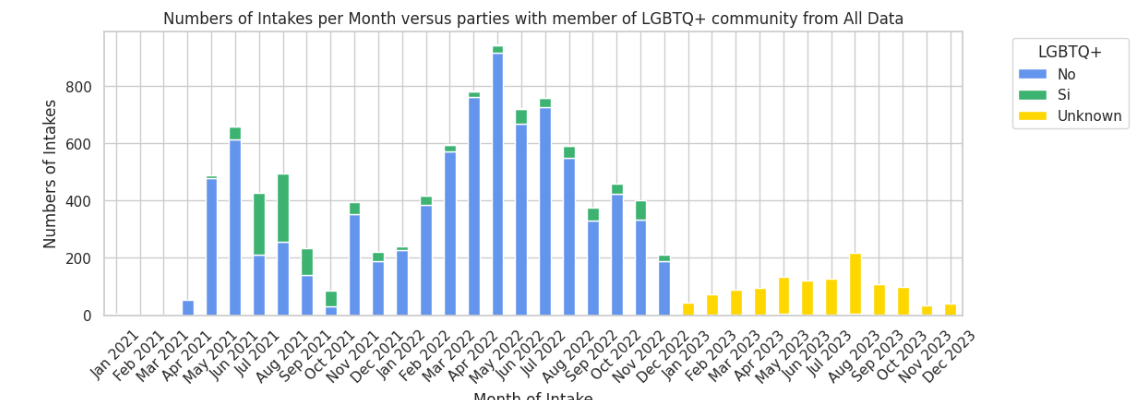 Numbers of Intakes per Month versus parties with member of LGBTQ+ community from All Data
Numbers of Intakes
800
600
400
200
0
Jan 2021
Feb 2021
Mar 2021
Apr 2021
May 2021
Jun 2021
Jul 2021
Aug 2021
Sep 2021
Oct 2021
Nov 2021
Dec 2021
Jan 2022
Feb 2022
Mar 2022
Apr 2022
May 2022
Jun 2022
Jul 2022
Aug 2022
Sep 2022
Oct 2022
Nov 2022
Dec 2022
Jan 2023
Feb 2023
Mar 2023
Apr 2023
May 2023
Jun 2023
Jul 2023
Aug 2023
Sep 2023
Oct 2023
Nov 2023
Dec 2023
Month of Intake
LGBTQ+
No
Si
Unknown